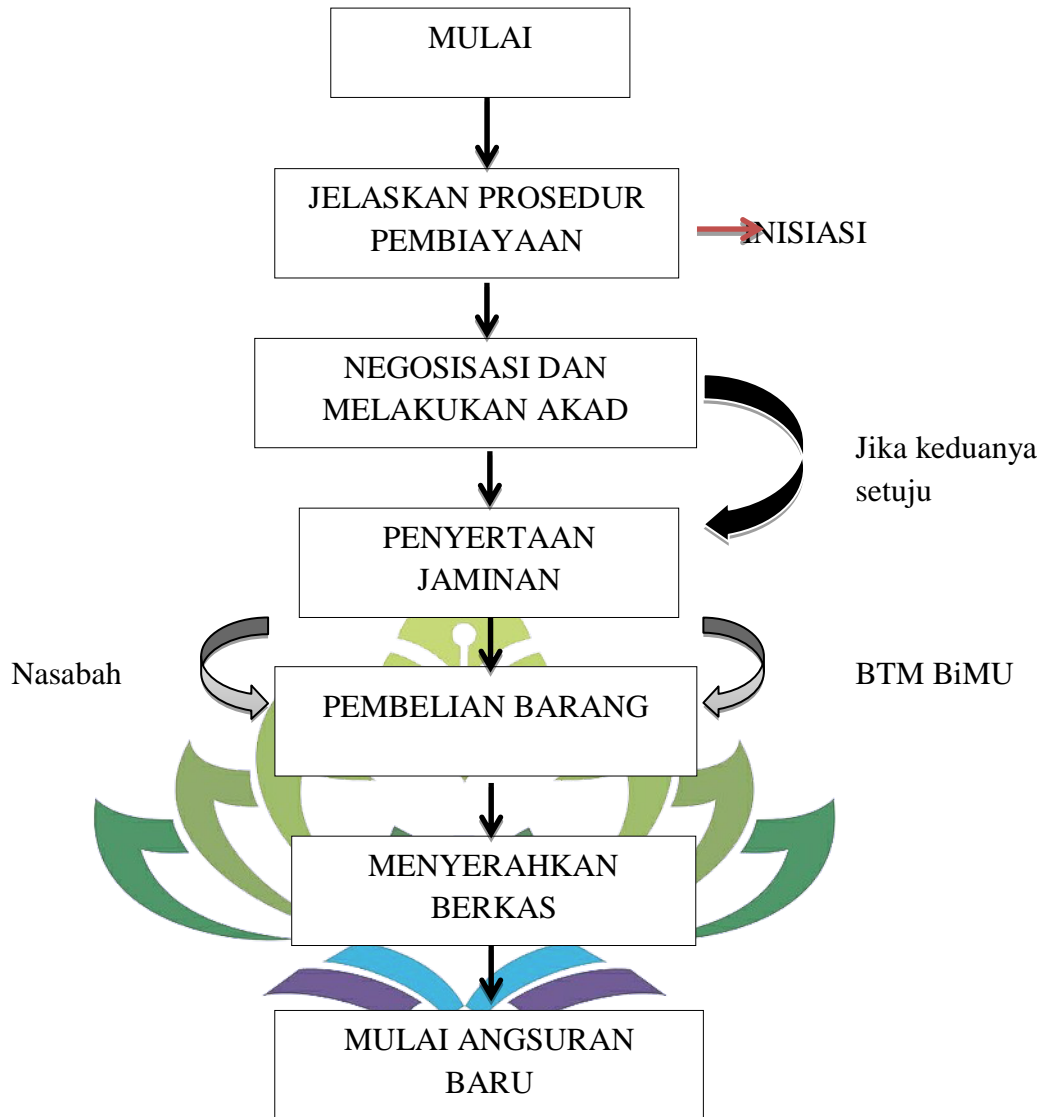 MULAI
JELASKAN PROSEDUR
PEMBIAYAAN
INISIASI
NEGOSISASI DAN
MELAKUKAN AKAD
Jika keduanya
setuju
PENYERTAAN
JAMINAN
Nasabah
PEMBELIAN BARANG
BTM BiMU
MENYERAHKAN
BERKAS
MULAI ANGSURAN
BARU